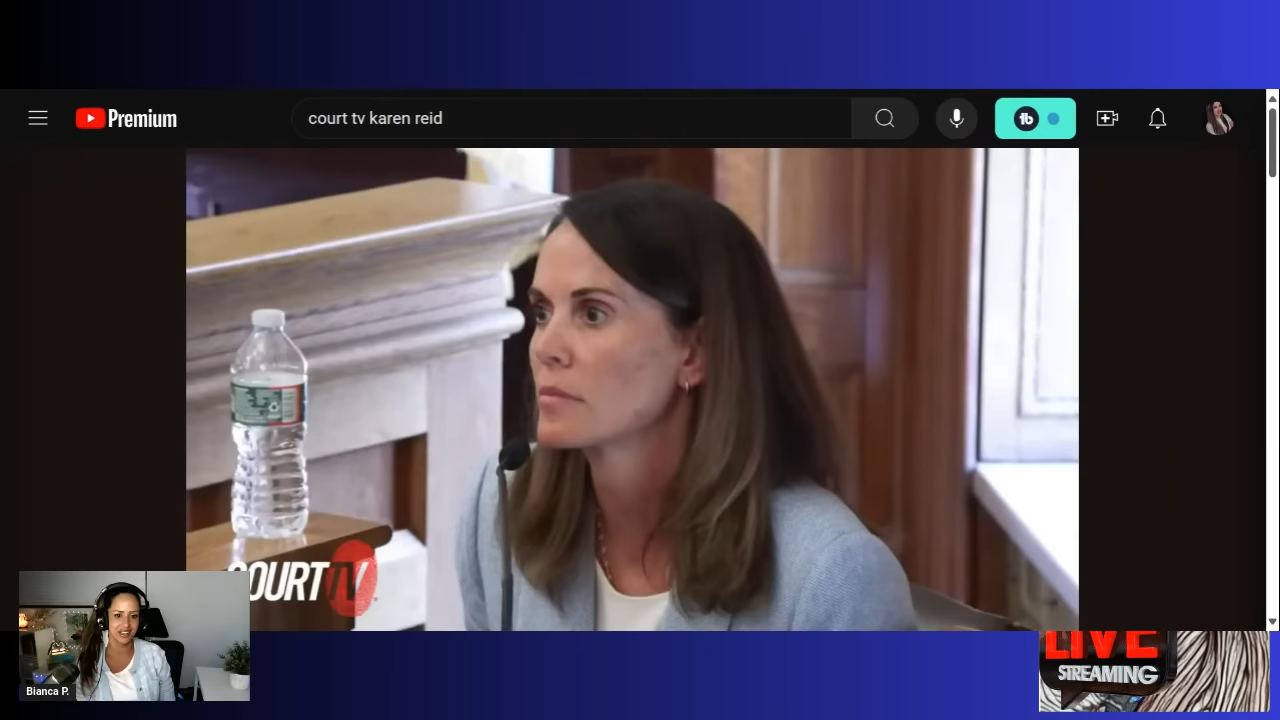 Premium
court tv karen reid
COURT TV
Bianca P.
LIVE
STREAMING